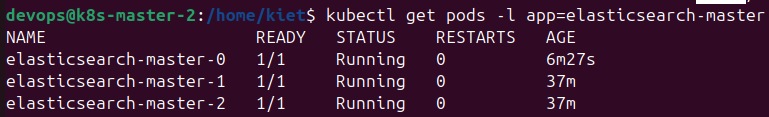 devops@k8s-master-2:/home/kiet$ kubectl get pods -l app=elasticsearch-master
NAME READY STATUS RESTARTS AGE
elasticsearch-master-0 1/1 Running 0 6m27s
elasticsearch-master-1 1/1 Running 0 37m
elasticsearch-master-2 1/1 Running 0 37m